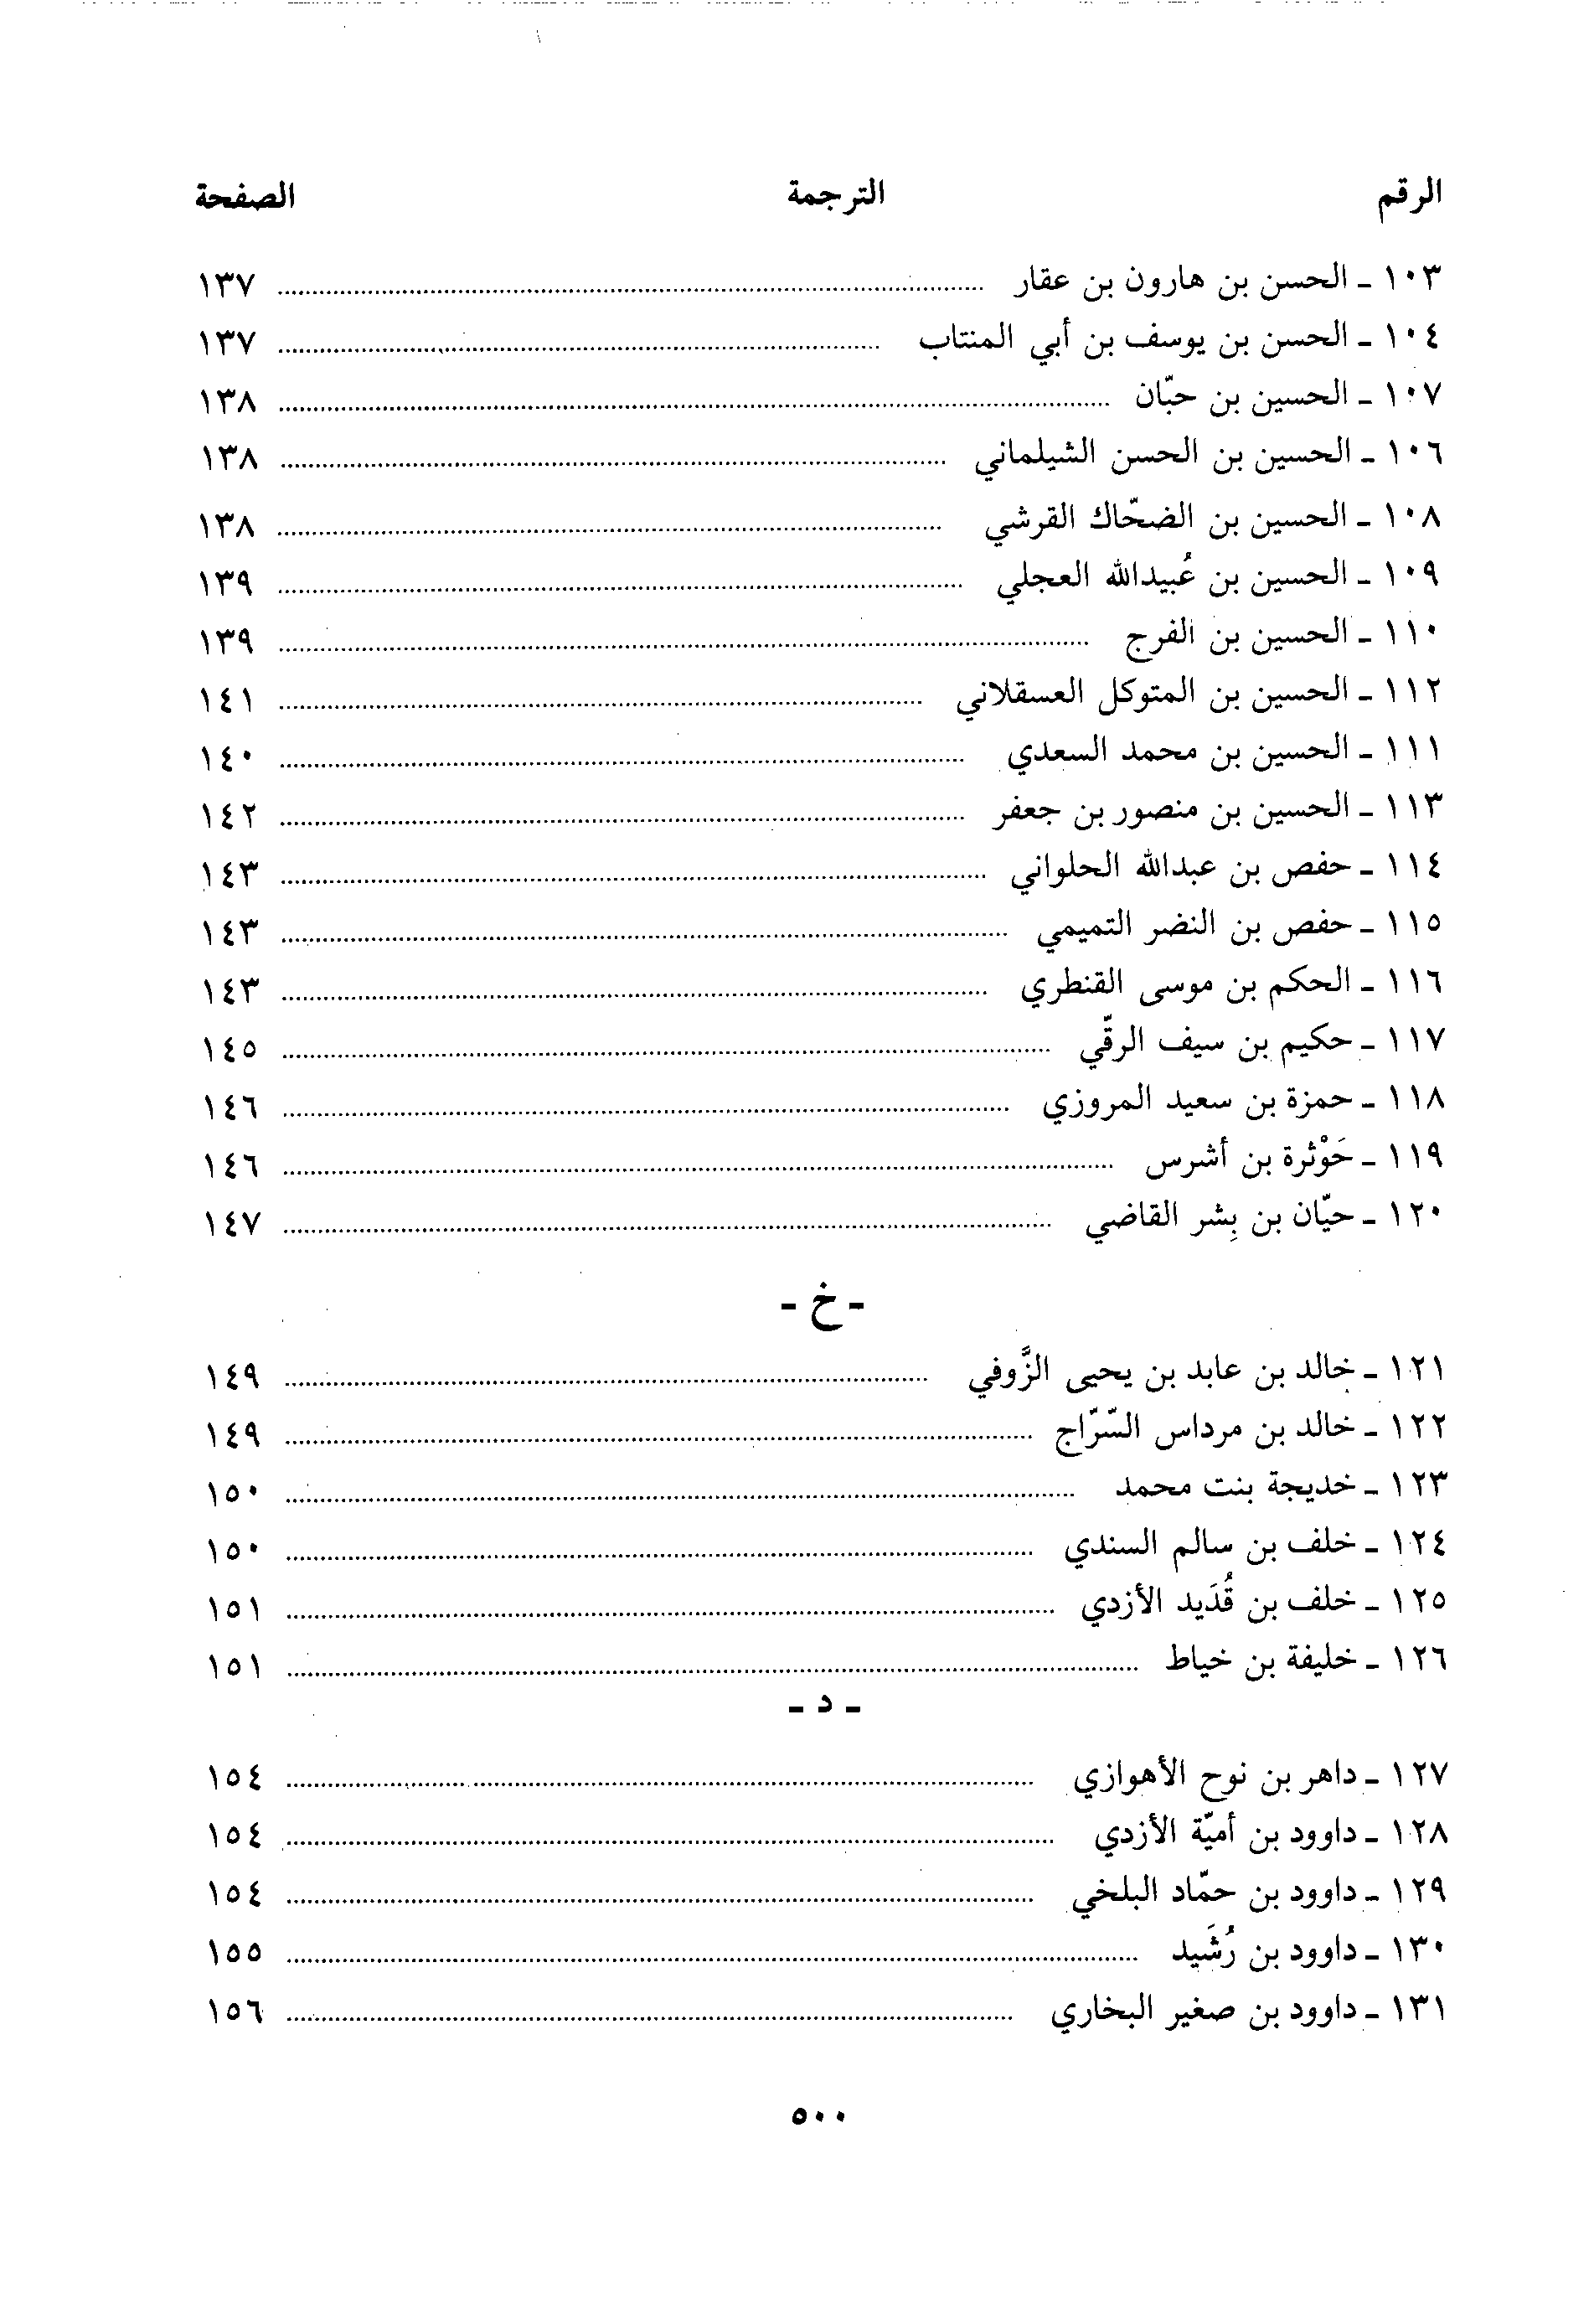 الرقم الترجمة الصفحة
١٠٣ ـ الحسن بن هارون بن عقار ........ ١٣٧
١٠٤ ـ الحسن بن يوسف بن أبي المنتاب ........ ١٣٧
١٠٧ ـ الحسين بن حبّان ........ ١٣٨
١٠٦ ـ الحسين بن الحسن الشيلماني ........ ١٣٨
١٠٨ ـ الحسين بن الضحّاك القرشي ........ ١٣٨
١٠٩ ـ الحسين بن عُبيدالله العجلي ........ ١٣٩
١١٠ ـ الحسين بن الفرج ........ ١٣٩
١١٢ ـ الحسين بن المتوكل العسقلاني ........ ١٤١
١١١ ـ الحسين بن محمد السعدي ........ ١٤٠
١١٣ ـ الحسين بن منصور بن جعفر ........ ١٤٢
١١٤ ـ حفص بن عبدالله الحلواني ........ ١٤٣
١١٥ ـ حفص بن النضر التميمي ........ ١٤٣
١١٦ ـ الحكم بن موسى القنطري ........ ١٤٣
١١٧ ـ حكيم بن سيف الرقّي ........ ١٤٥
١١٨ ـ حمزة بن سعيد المروزي ........ ١٤٦
١١٩ ـ حَوْثرة بن أشرس ........ ١٤٦
١٢٠ ـ حيّان بن بِشر القاضي ........ ١٤٧
- خ -
١٢١ ـ خالد بن عابد بن يحيى الزَّوفي ........ ١٤٩
١٢٢ ـ خالد بن مرداس السّرّاج ........ ١٤٩
١٢٣ ـ خديجة بنت محمد ........ ١٥٠
١٢٤ ـ خلف بن سالم السندي ........ ١٥٠
١٢٥ ـ خلف بن قُدَيد الأزدي ........ ١٥١
١٢٦ ـ خليفة بن خياط ........ ١٥١
ـ د ـ
١٢٧ ـ داهر بن نوح الأهوازي ........ ١٥٤
١٢٨ ـ داوود بن أميّة الأزدي ........ ١٥٤
١٢٩ ـ داوود بن حمّاد البلخي ........ ١٥٤
١٣٠ ـ داوود بن رُشَيد ........ ١٥٥
١٣١ ـ داوود بن صغير البخاري ........ ١٥٦
٥٠٠